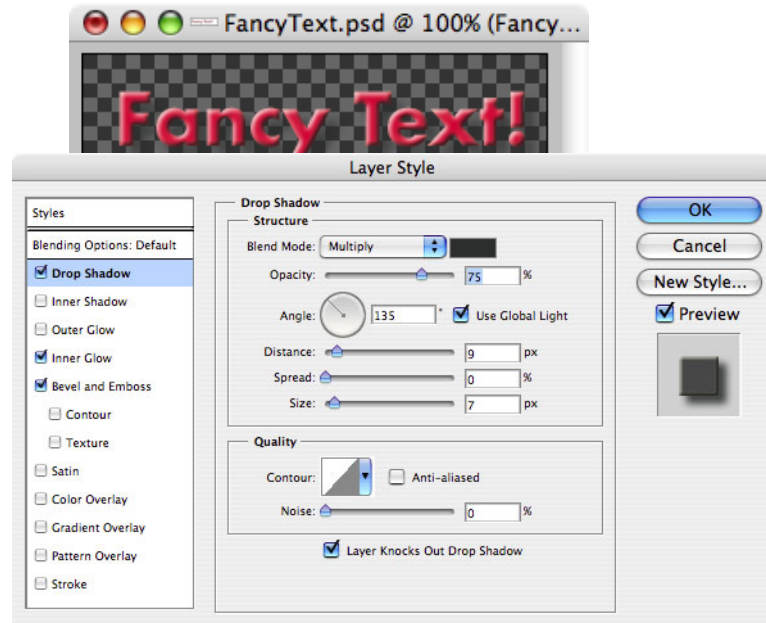 FancyText.psd @ 100% (Fancy...
Fancy Text!
Layer Style
Styles
Blending Options: Default
Drop Shadow
Inner Shadow
Outer Glow
Inner Glow
Bevel and Emboss
Contour
Texture
Satin
Color Overlay
Gradient Overlay
Pattern Overlay
Stroke
Drop Shadow
Structure
Blend Mode: Multiply
Opacity: 75 %
Angle: 135 ° Use Global Light
Distance: 9 px
Spread: 0 %
Size: 7 px
Quality
Contour: Anti-aliased
Noise: 0 %
Layer Knocks Out Drop Shadow
OK
Cancel
New Style...
Preview